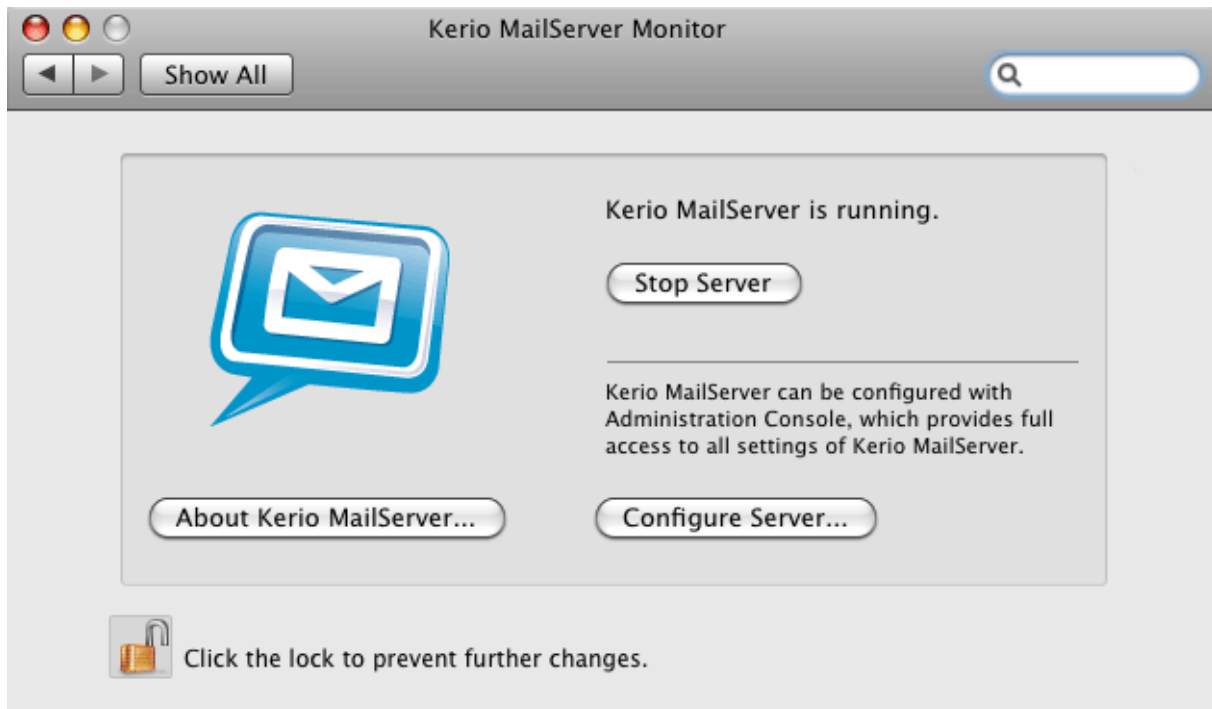 Kerio MailServer Monitor
Show All
Kerio MailServer is running.
Stop Server
Kerio MailServer can be configured with
Administration Console, which provides full
access to all settings of Kerio MailServer.
About Kerio MailServer...
Configure Server...
Click the lock to prevent further changes.